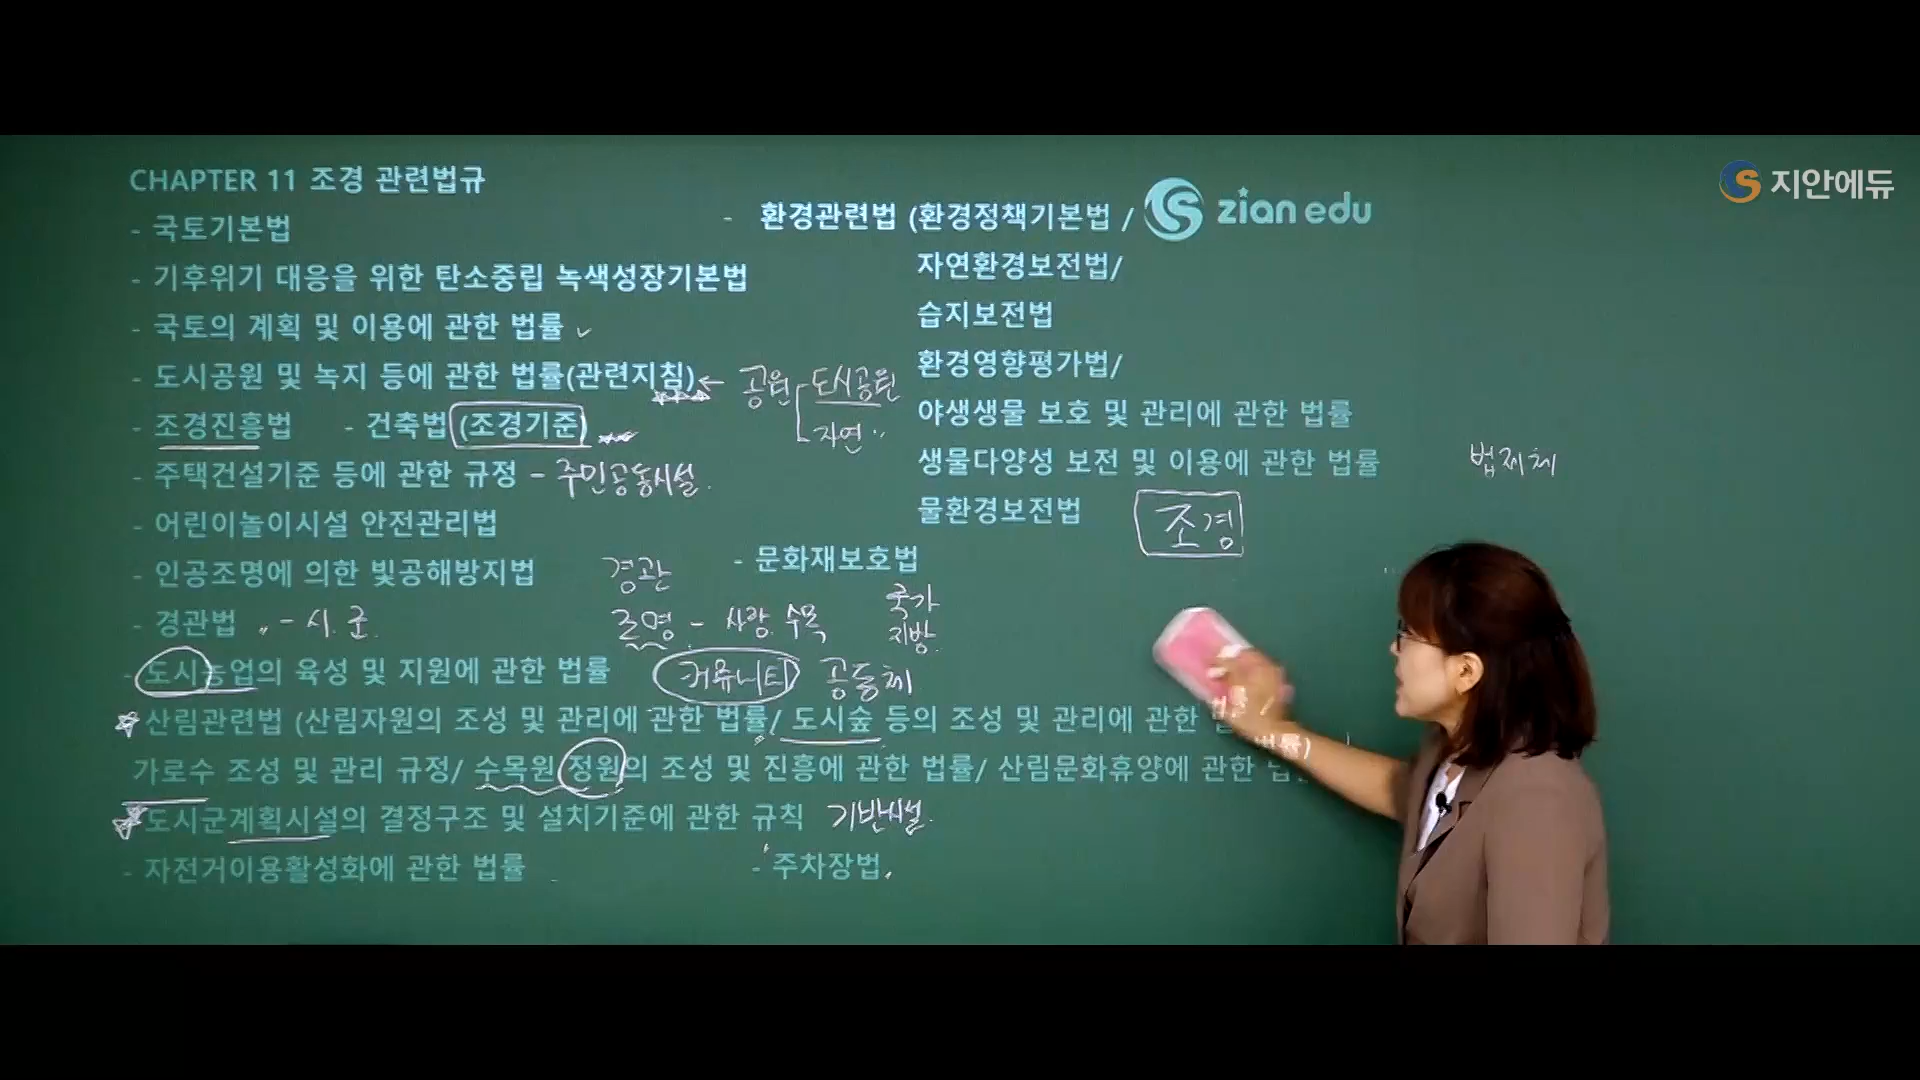 CHAPTER 11 조경 관련법규
- 국토기본법
- 기후위기 대응을 위한 탄소중립 녹색성장기본법
- 국토의 계획 및 이용에 관한 법률
- 도시공원 및 녹지 등에 관한 법률(관련지침) ← 공원 도시공원
자연 〃
- 조경진흥법 - 건축법 (조경기준)
- 주택건설기준 등에 관한 규정 - 주민공동시설.
- 어린이놀이시설 안전관리법
- 인공조명에 의한 빛공해방지법
- 경관법 - 시. 군.
경관
조명 - 사람. 수목
- 도시농업의 육성 및 지원에 관한 법률 커뮤니티 공동체
산림관련법 (산림자원의 조성 및 관리에 관한 법률/ 도시숲 등의 조성 및 관리에 관한 법률
가로수 조성 및 관리 규정/ 수목원 정원의 조성 및 진흥에 관한 법률/ 산림문화휴양에 관한 법률)
도시군계획시설의 결정구조 및 설치기준에 관한 규칙 기반시설.
- 자전거이용활성화에 관한 법률 - 주차장법
- 환경관련법 (환경정책기본법 /
자연환경보전법/
습지보전법
환경영향평가법/
야생생물 보호 및 관리에 관한 법률
생물다양성 보전 및 이용에 관한 법률
물환경보전법
조경
법제처
- 문화재보호법
국가
지방
zian edu
지안에듀